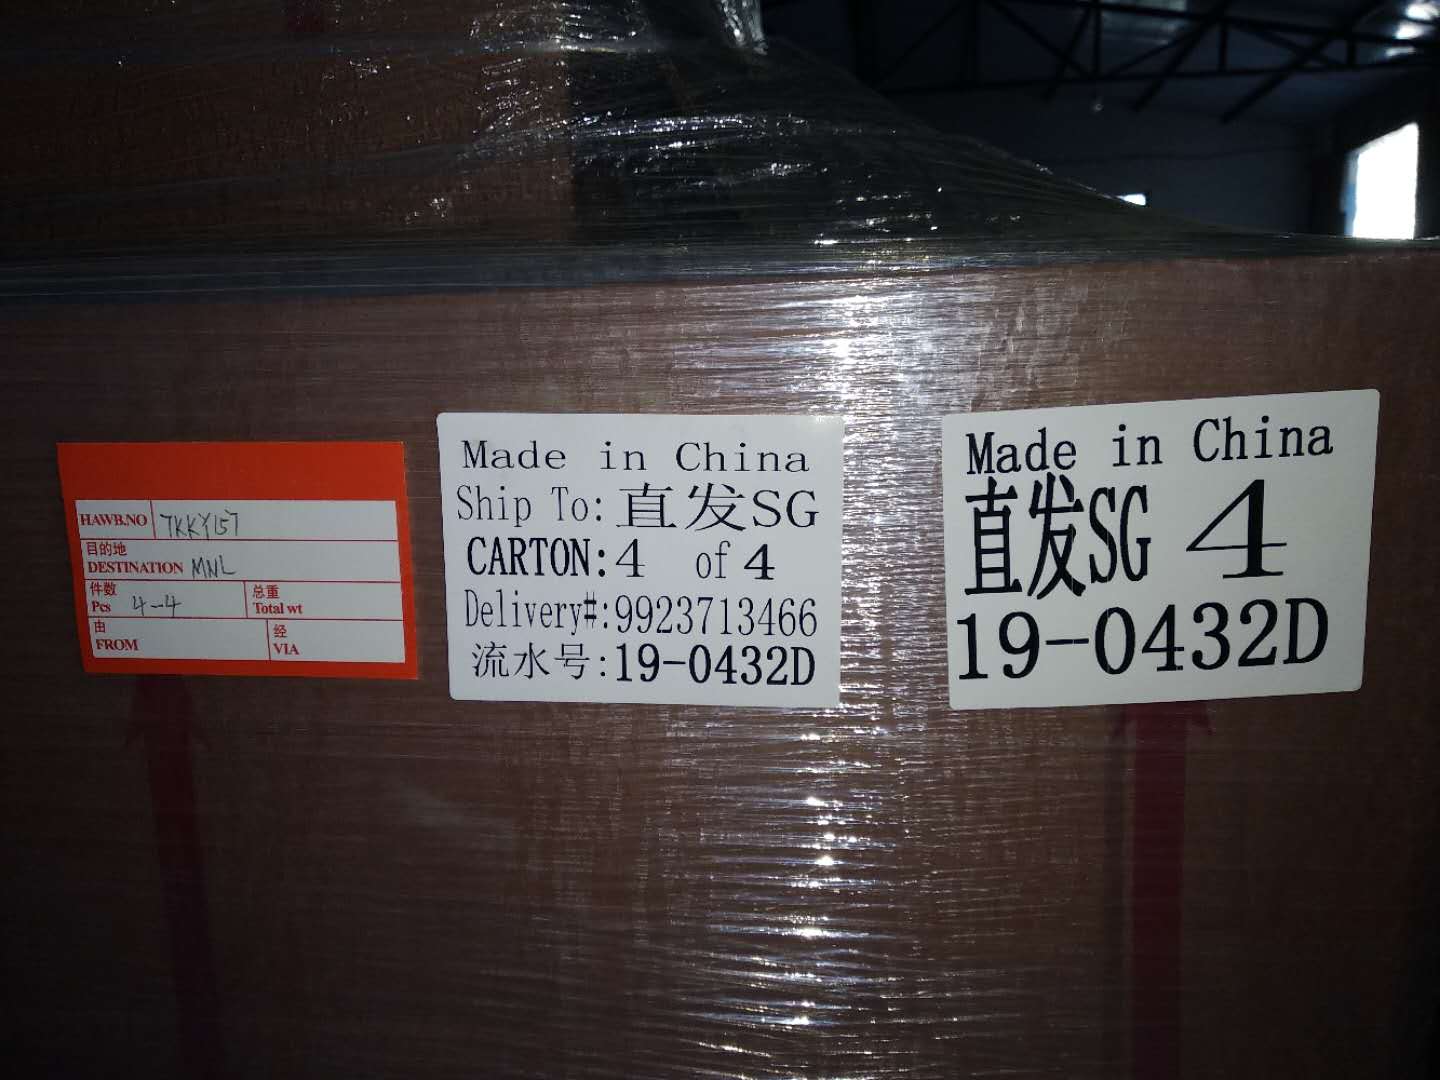 HAWB.NO 7KKY157
目的地
DESTINATION MNL
件数
Pcs 4-4
总重
Total wt
由
FROM
经
VIA
Made in China
Ship To:直发SG
CARTON:4 of 4
Delivery#:9923713466
流水号:19-0432D
Made in China
直发SG 4
19-0432D